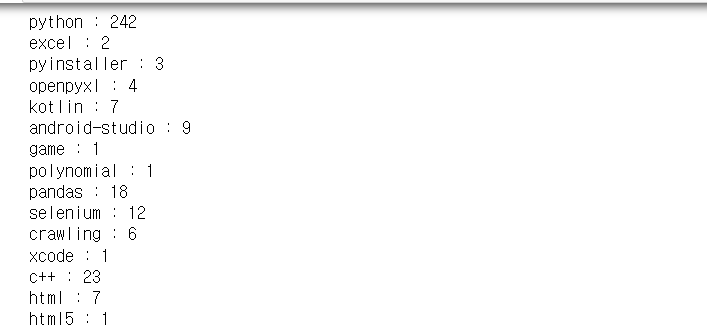 python : 242
excel : 2
pyinstaller : 3
openpyxl : 4
kotlin : 7
android-studio : 9
game : 1
polynomial : 1
pandas : 18
selenium : 12
crawling : 6
xcode : 1
c++ : 23
html : 7
html5 : 1